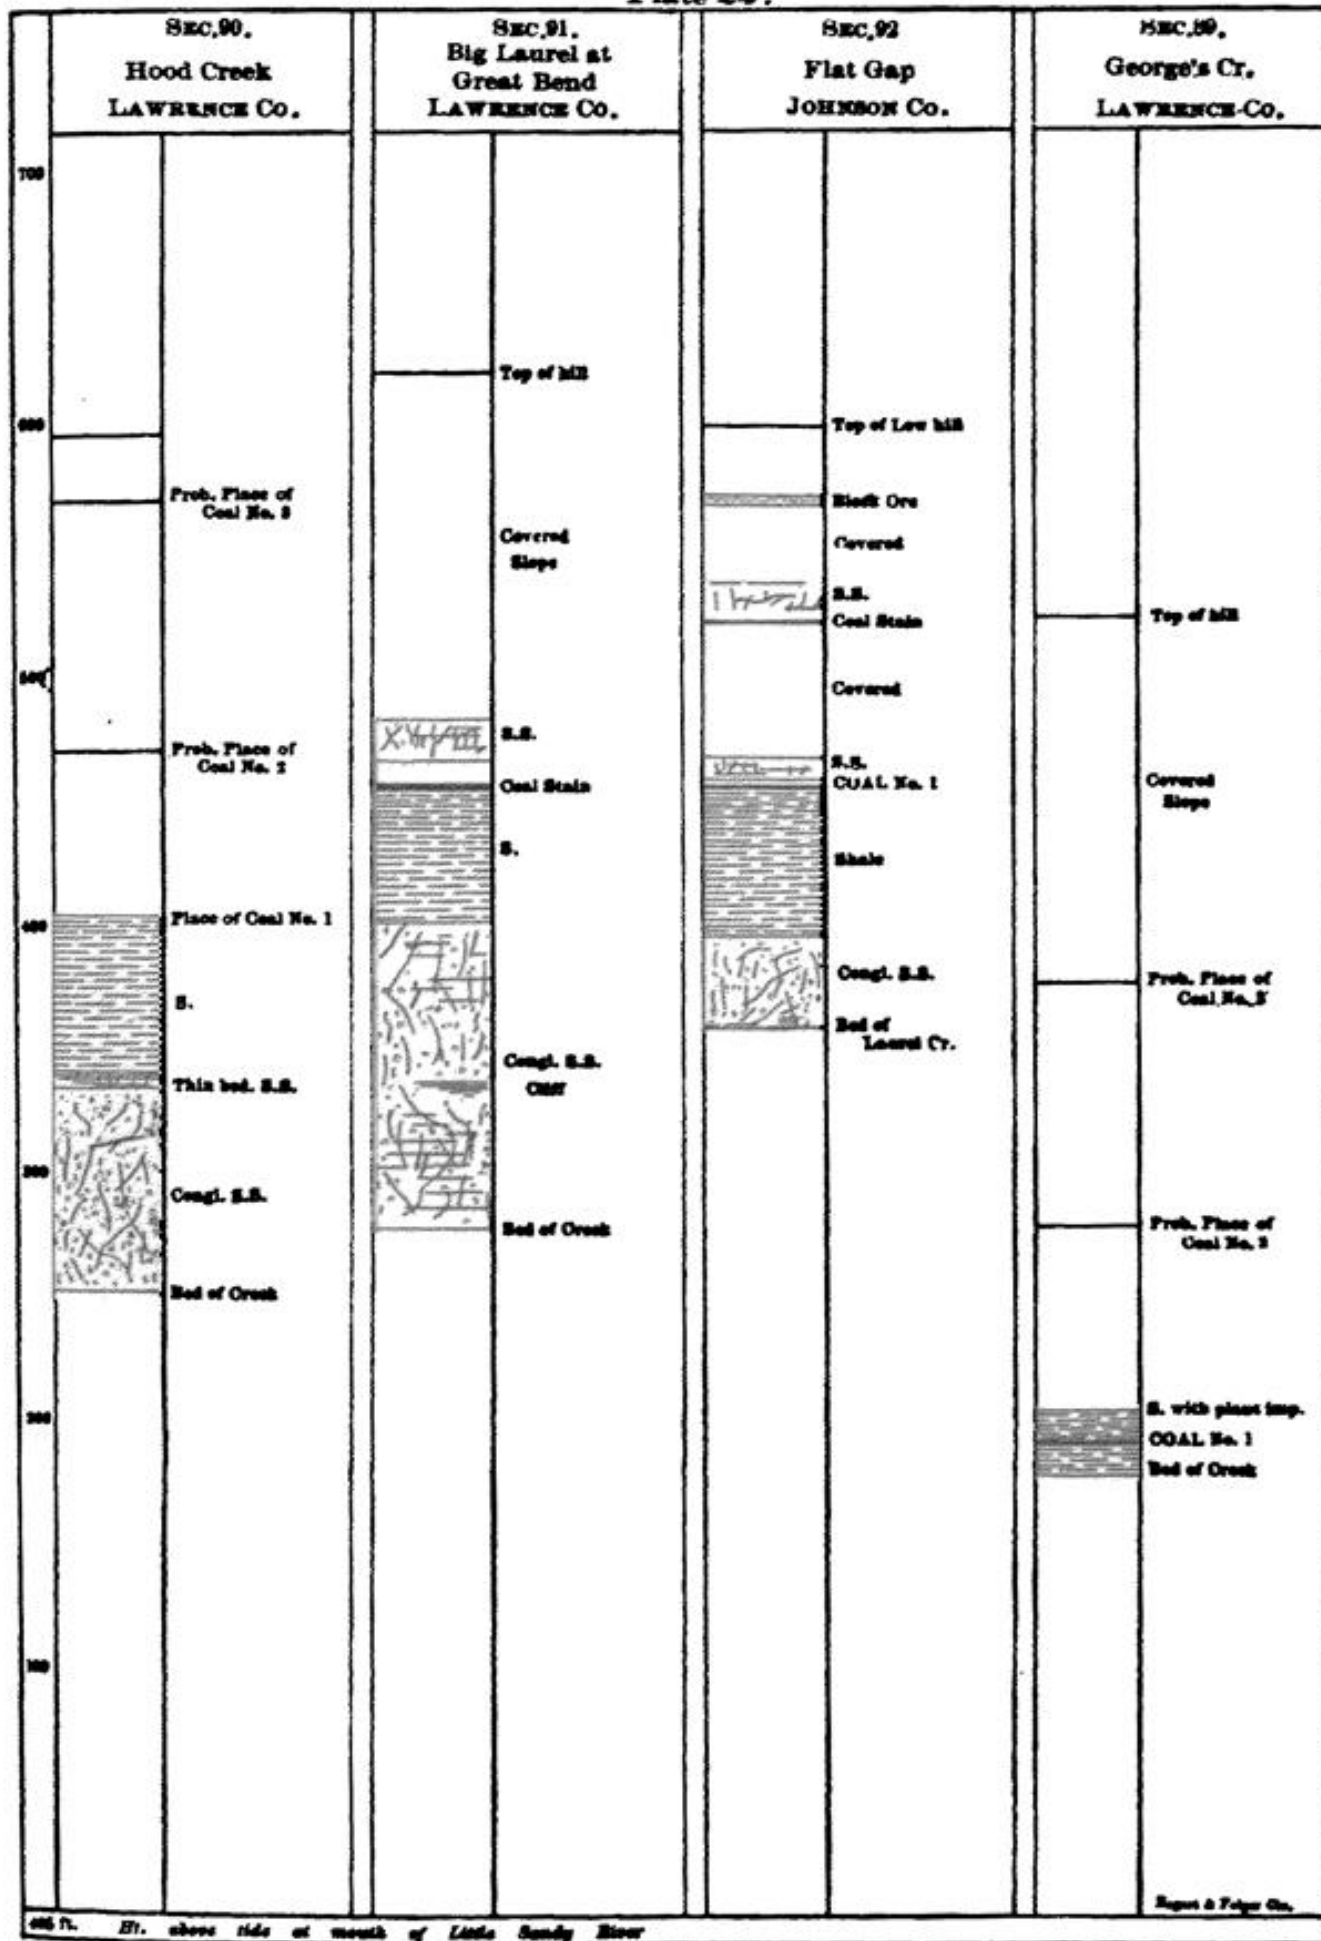 SEC. 90.
Hood Creek
LAWRENCE CO.
700
600
500
400
300
200
100
Prob. Place of
Coal No. 3
Prob. Place of
Coal No. 2
Place of Coal No. 1
S.
Thin bed. S.S.
Congl. S.S.
Bed of Creek
SEC. 91.
Big Laurel at
Great Bend
LAWRENCE CO.
Top of hill
Covered
Slope
S.S.
Coal Stain
S.
Congl. S.S.
Cliff
Bed of Creek
SEC. 92
Flat Gap
JOHNSON CO.
Top of Low hill
Block Ore
Covered
S.S.
Coal Stain
Covered
S.S.
COAL No. 1
Shale
Congl. S.S.
Bed of
Laurel Cr.
SEC. 89.
George's Cr.
LAWRENCE-CO.
Top of hill
Covered
Slope
Prob. Place of
Coal No. 3
Prob. Place of
Coal No. 2
S. with plant imp.
COAL No. 1
Bed of Creek
ft. Ht. above tide at mouth of Little Sandy River